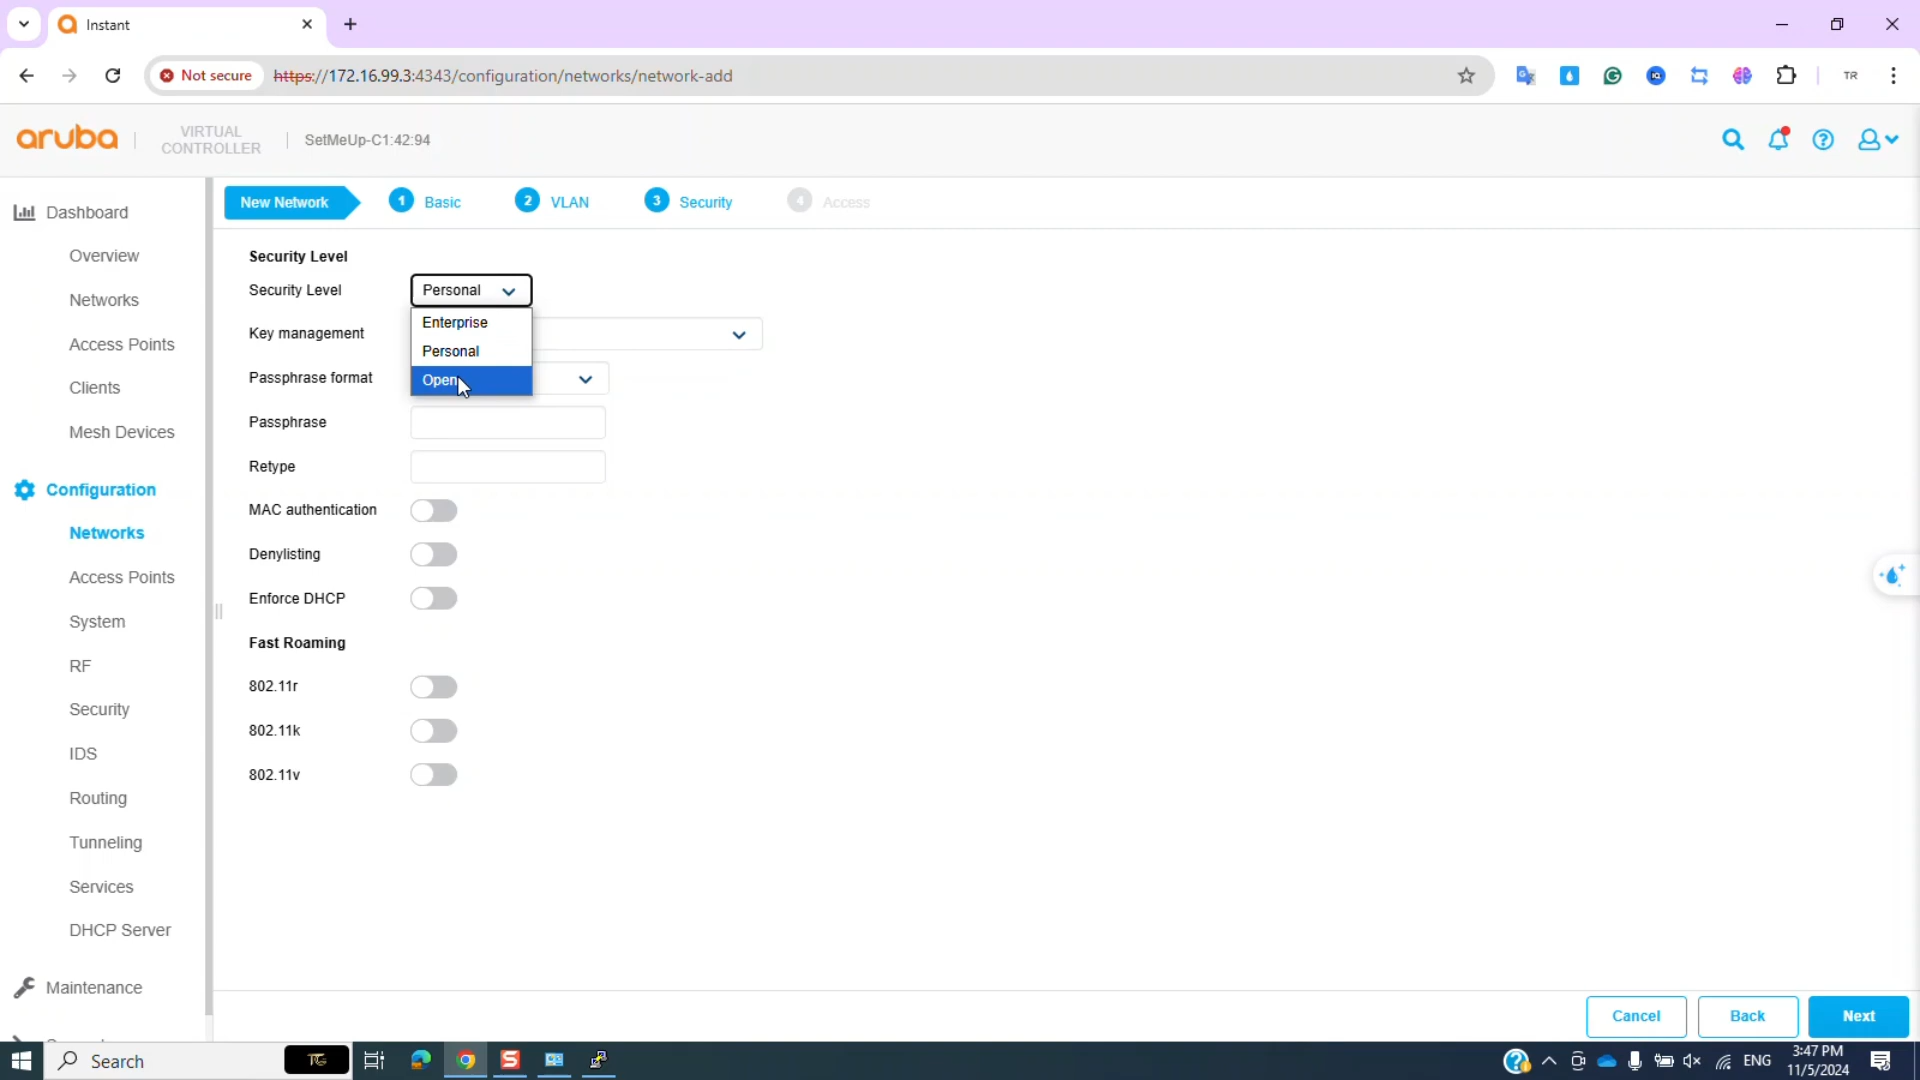 Instant
Not secure
https://172.16.99.3:4343/configuration/networks/network-add
TR
aruba
VIRTUAL
CONTROLLER
SetMeUp-C1:42:94
Dashboard
Overview
Networks
Access Points
Clients
Mesh Devices
Configuration
Networks
Access Points
System
RF
Security
IDS
Routing
Tunneling
Services
DHCP Server
Maintenance
New Network
1 Basic
2 VLAN
3 Security
4 Access
Security Level
Security Level
Personal
Enterprise
Personal
Open
Key management
Passphrase format
Passphrase
Retype
MAC authentication
Denylisting
Enforce DHCP
Fast Roaming
802.11r
802.11k
802.11v
Cancel
Back
Next
Search
ENG
3:47 PM
11/5/2024